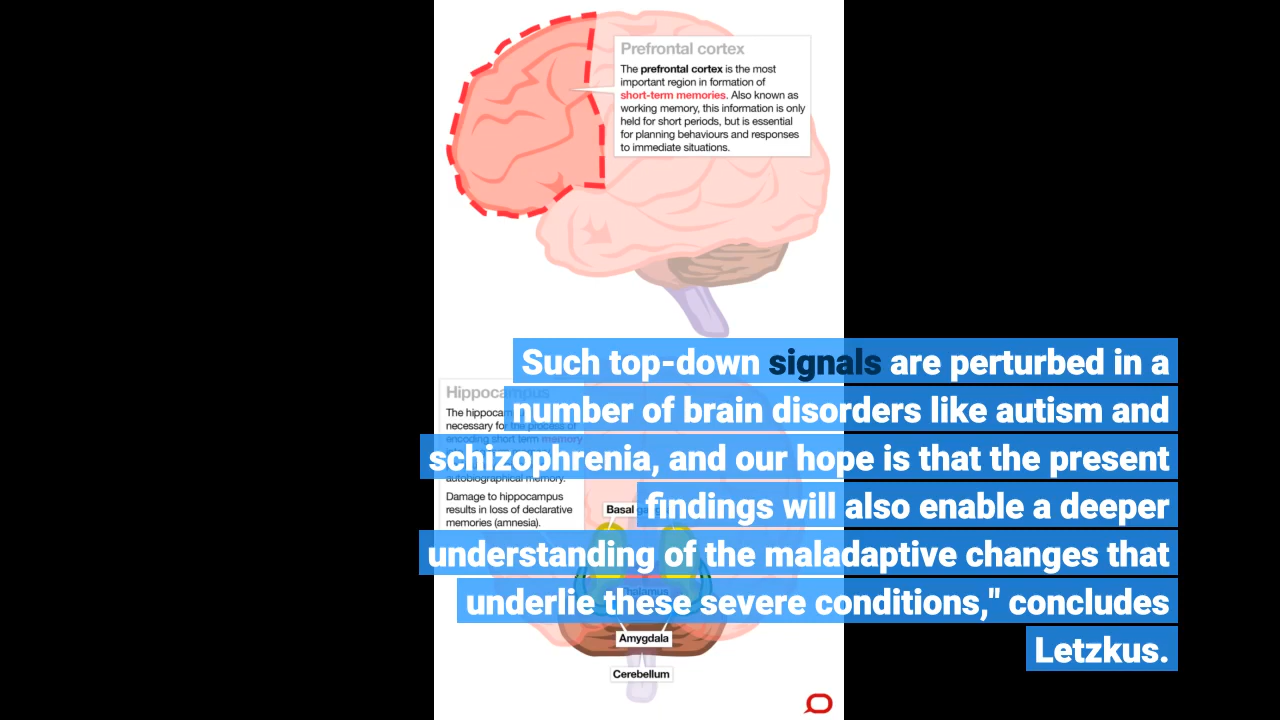 Prefrontal cortex
The prefrontal cortex is the most
important region in formation of
short-term memories. Also known as
working memory, this information is only
held for short periods, but is essential
for planning behaviours and responses
to immediate situations.
Such top-down signals are perturbed in a
number of brain disorders like autism and
schizophrenia, and our hope is that the present
findings will also enable a deeper
understanding of the maladaptive changes that
underlie these severe conditions," concludes
Letzkus.
Hippocampus
The hippocam
necessary for the process of
encoding short term memory
autobiographical memory.
Damage to hippocampus
results in loss of declarative
memories (amnesia).
Basal
Thalamus
Amygdala
Cerebellum